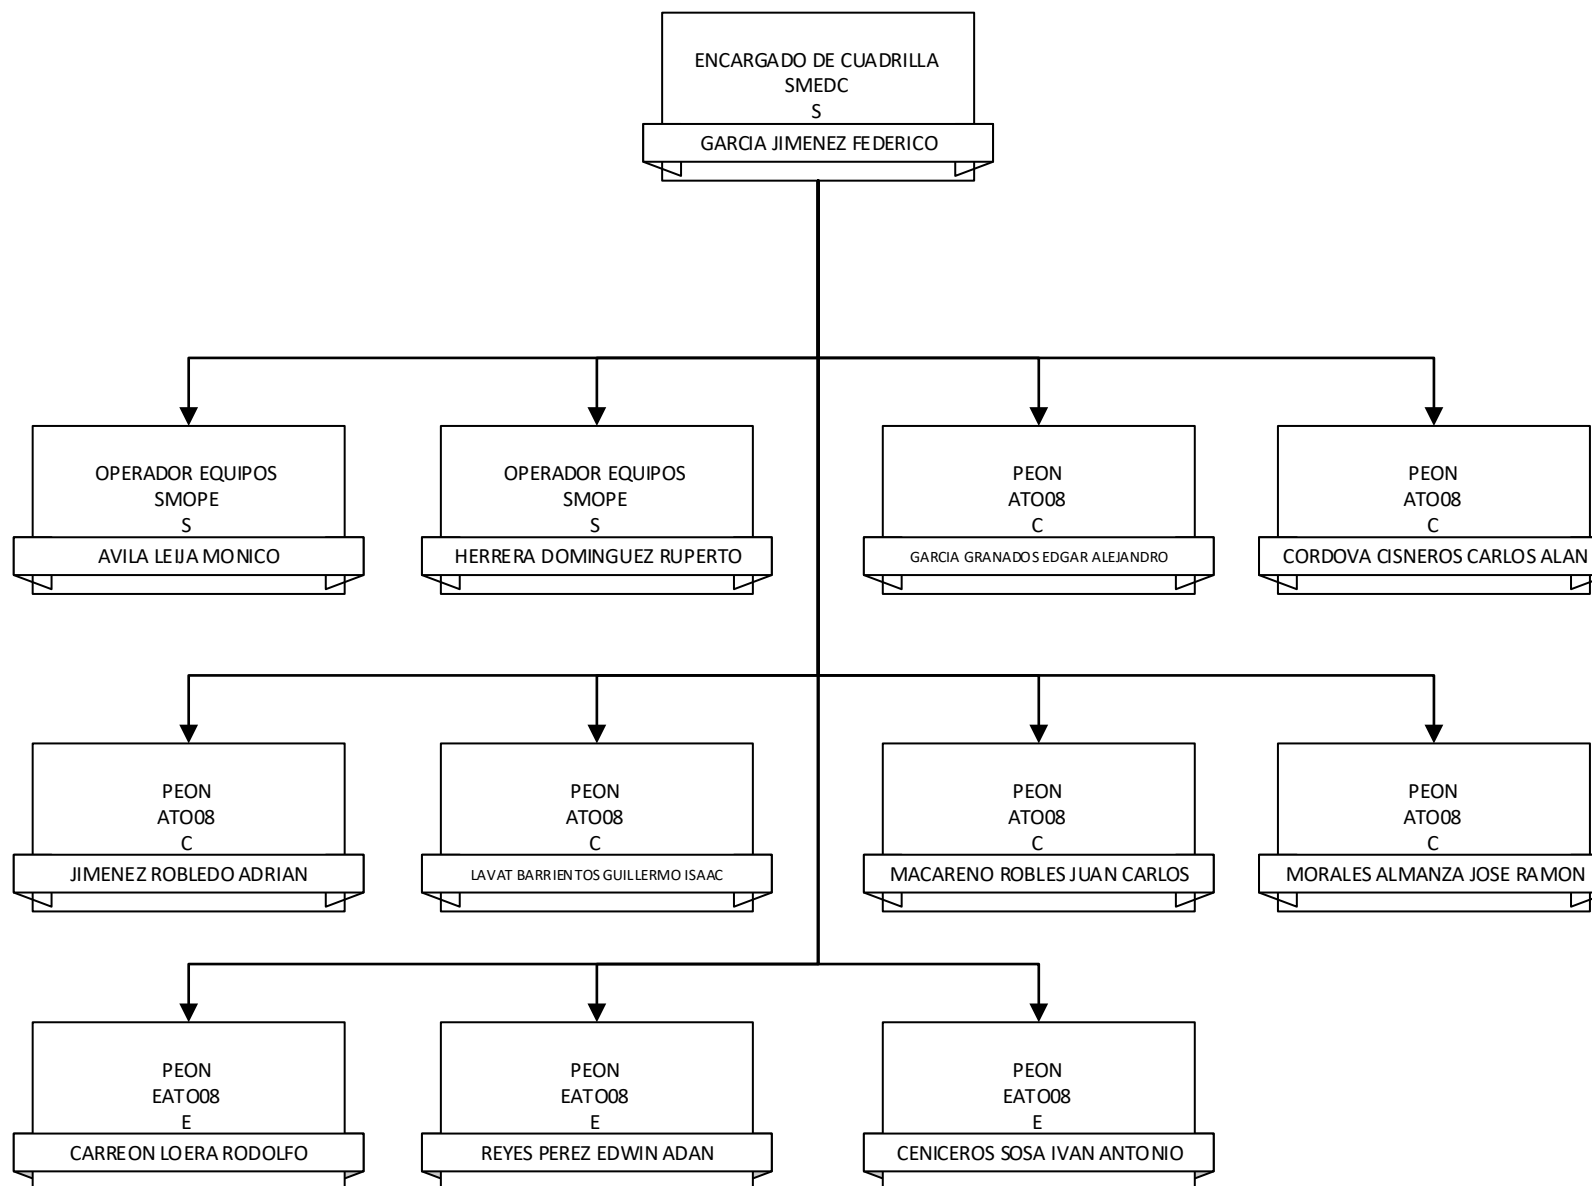 ENCARGADO DE CUADRILLA
SMEDC
S
GARCIA JIMENEZ FEDERICO
OPERADOR EQUIPOS
SMOPE
S
AVILA LEIJA MONICO
OPERADOR EQUIPOS
SMOPE
S
HERRERA DOMINGUEZ RUPERTO
PEON
ATO08
C
GARCIA GRANADOS EDGAR ALEJANDRO
PEON
ATO08
C
CORDOVA CISNEROS CARLOS ALAN
PEON
ATO08
C
JIMENEZ ROBLEDO ADRIAN
PEON
ATO08
C
LAVAT BARRIENTOS GUILLERMO ISAAC
PEON
ATO08
C
MACARENO ROBLES JUAN CARLOS
PEON
ATO08
C
MORALES ALMANZA JOSE RAMON
PEON
EATO08
E
CARREON LOERA RODOLFO
PEON
EATO08
E
REYES PEREZ EDWIN ADAN
PEON
EATO08
E
CENICEROS SOSA IVAN ANTONIO